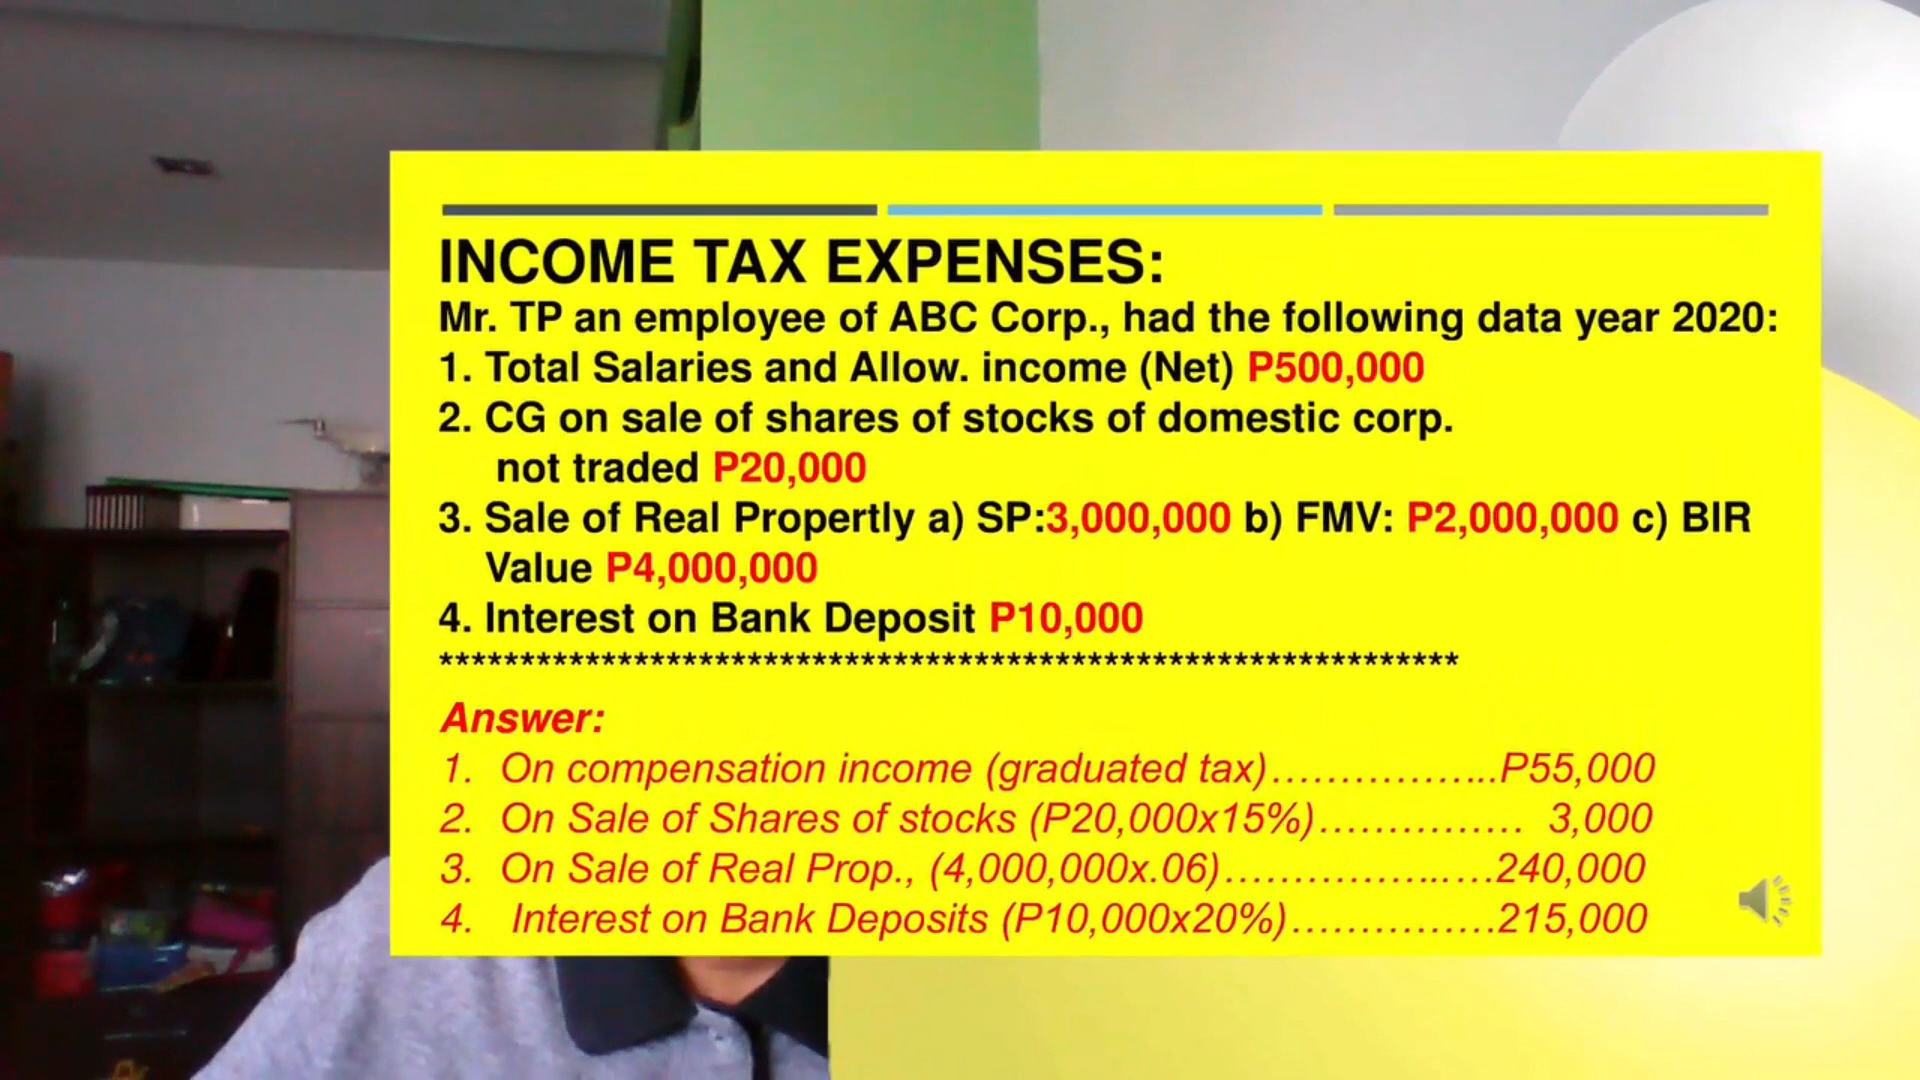 INCOME TAX EXPENSES:
Mr. TP an employee of ABC Corp., had the following data year 2020:
1. Total Salaries and Allow. income (Net) P500,000
2. CG on sale of shares of stocks of domestic corp.
not traded P20,000
3. Sale of Real Propertly a) SP:3,000,000 b) FMV: P2,000,000 c) BIR
Value P4,000,000
4. Interest on Bank Deposit P10,000
***************************************************************
Answer:
1. On compensation income (graduated tax)……………..P55,000
2. On Sale of Shares of stocks (P20,000x15%)…………… 3,000
3. On Sale of Real Prop., (4,000,000x.06)……………..….240,000
4. Interest on Bank Deposits (P10,000x20%)……………215,000